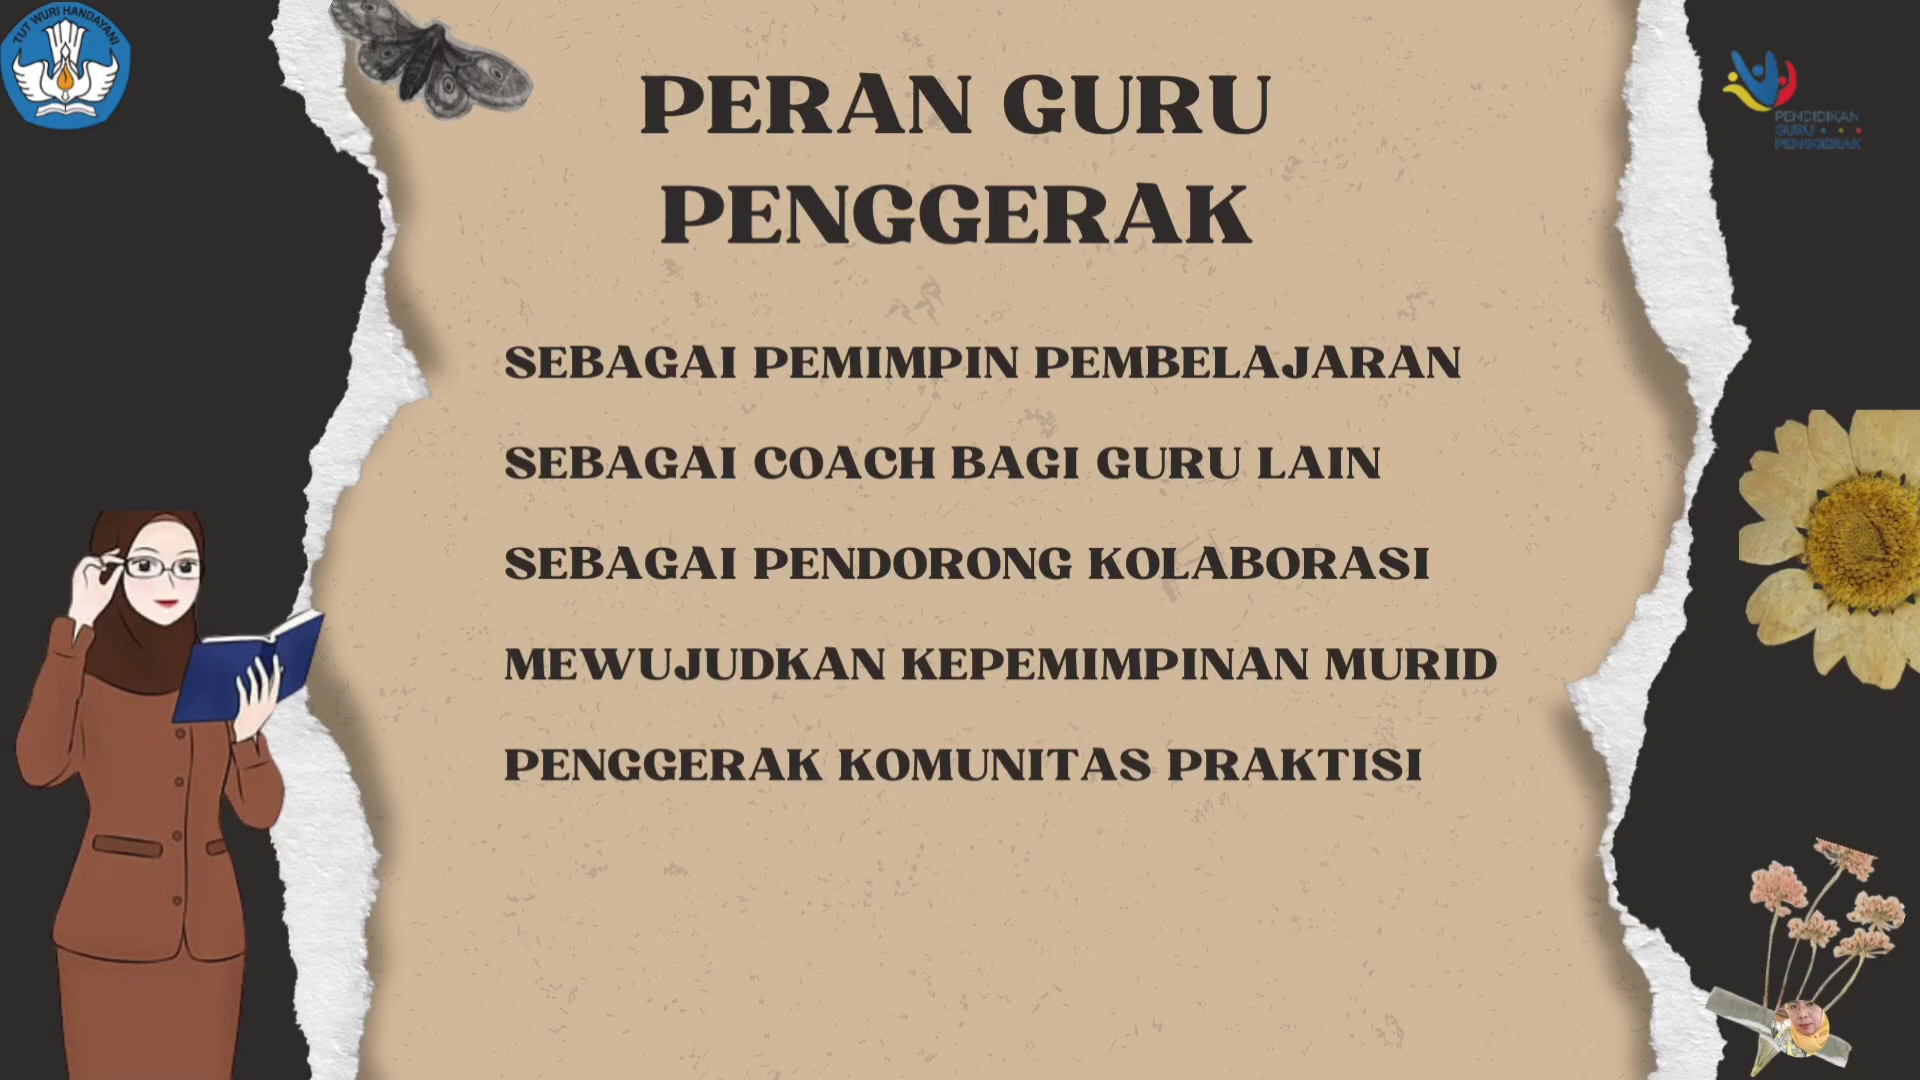 TUT WURI HANDAYANI
PERAN GURU
PENGGERAK
PENDIDIKAN
GURU
PENGGERAK
SEBAGAI PEMIMPIN PEMBELAJARAN
SEBAGAI COACH BAGI GURU LAIN
SEBAGAI PENDORONG KOLABORASI
MEWUJUDKAN KEPEMIMPINAN MURID
PENGGERAK KOMUNITAS PRAKTISI